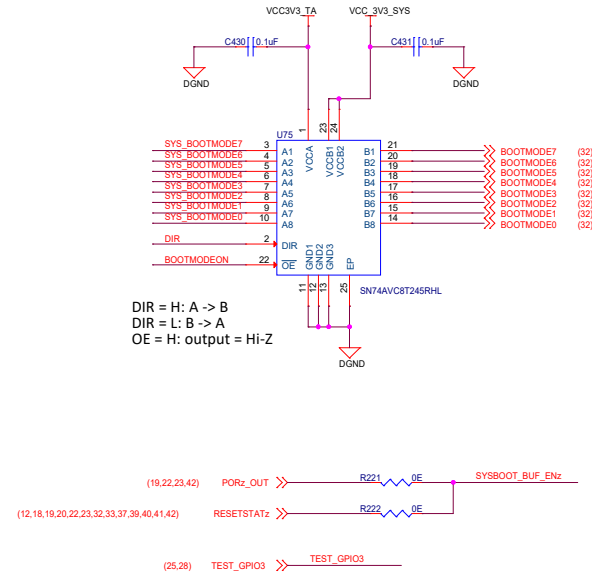 VCC3V3_TA VCC_3V3_SYS
C430 0.1uF C431 0.1uF
DGND DGND
1 23 24
U75
VCCA VCCB1 VCCB2
SYS_BOOTMODE7 3 A1 B1 21 BOOTMODE7 (32)
SYS_BOOTMODE6 4 A2 B2 20 BOOTMODE6 (32)
SYS_BOOTMODE5 5 A3 B3 19 BOOTMODE5 (32)
SYS_BOOTMODE4 6 A4 B4 18 BOOTMODE4 (32)
SYS_BOOTMODE3 7 A5 B5 17 BOOTMODE3 (32)
SYS_BOOTMODE2 8 A6 B6 16 BOOTMODE2 (32)
SYS_BOOTMODE1 9 A7 B7 15 BOOTMODE1 (32)
SYS_BOOTMODE0 10 A8 B8 14 BOOTMODE0 (32)
DIR 2 DIR
BOOTMODEON 22 OE
GND1 GND2 GND3 EP
11 12 13 25
SN74AVC8T245RHL
DIR = H: A -> B
DIR = L: B -> A
OE = H: output = Hi-Z
DGND
(19,22,23,42) PORz_OUT R221 0E SYSBOOT_BUF_ENz
(12,18,19,20,22,23,32,33,37,39,40,41,42) RESETSTATz R222 0E
(25,28) TEST_GPIO3 TEST_GPIO3